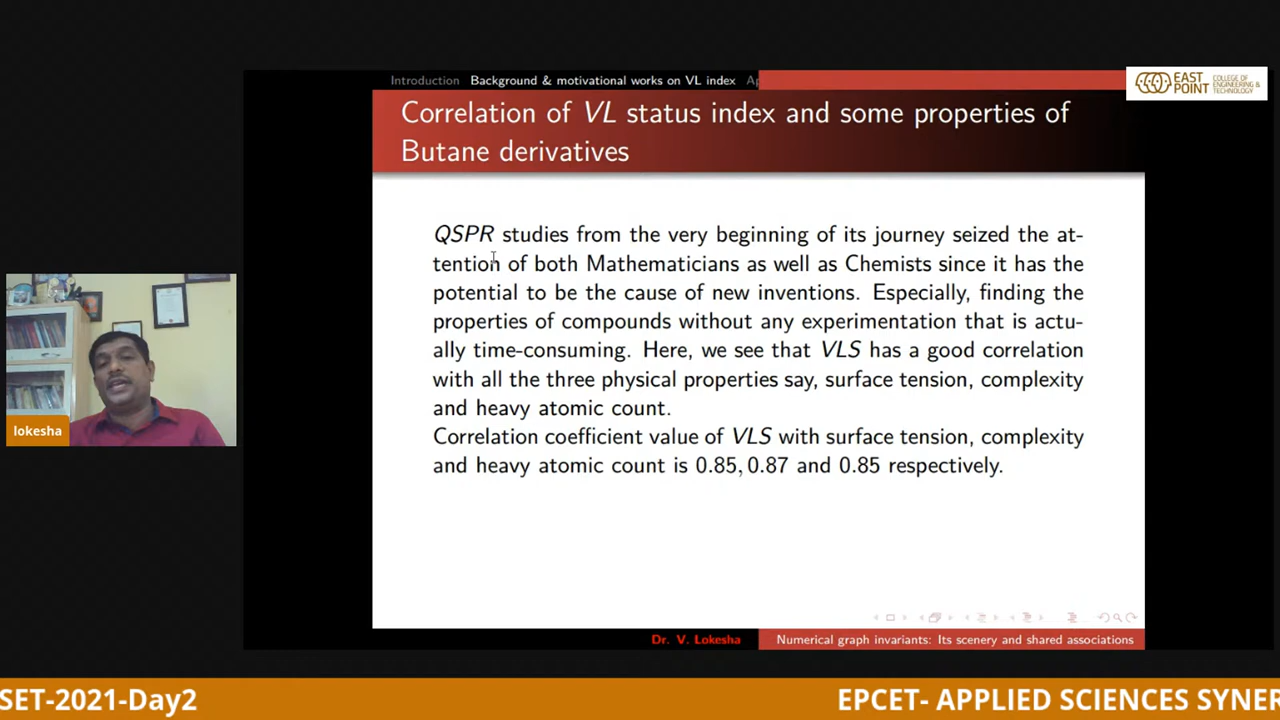 Introduction Background & motivational works on VL index Ap
EAST POINT COLLEGE OF ENGINEERING & TECHNOLOGY
Correlation of VL status index and some properties of
Butane derivatives
QSPR studies from the very beginning of its journey seized the at-
tention of both Mathematicians as well as Chemists since it has the
potential to be the cause of new inventions. Especially, finding the
properties of compounds without any experimentation that is actu-
ally time-consuming. Here, we see that VLS has a good correlation
with all the three physical properties say, surface tension, complexity
and heavy atomic count.
Correlation coefficient value of VLS with surface tension, complexity
and heavy atomic count is 0.85, 0.87 and 0.85 respectively.
lokesha
Dr. V. Lokesha Numerical graph invariants: Its scenery and shared associations
SET-2021-Day2 EPCET- APPLIED SCIENCES SYNER